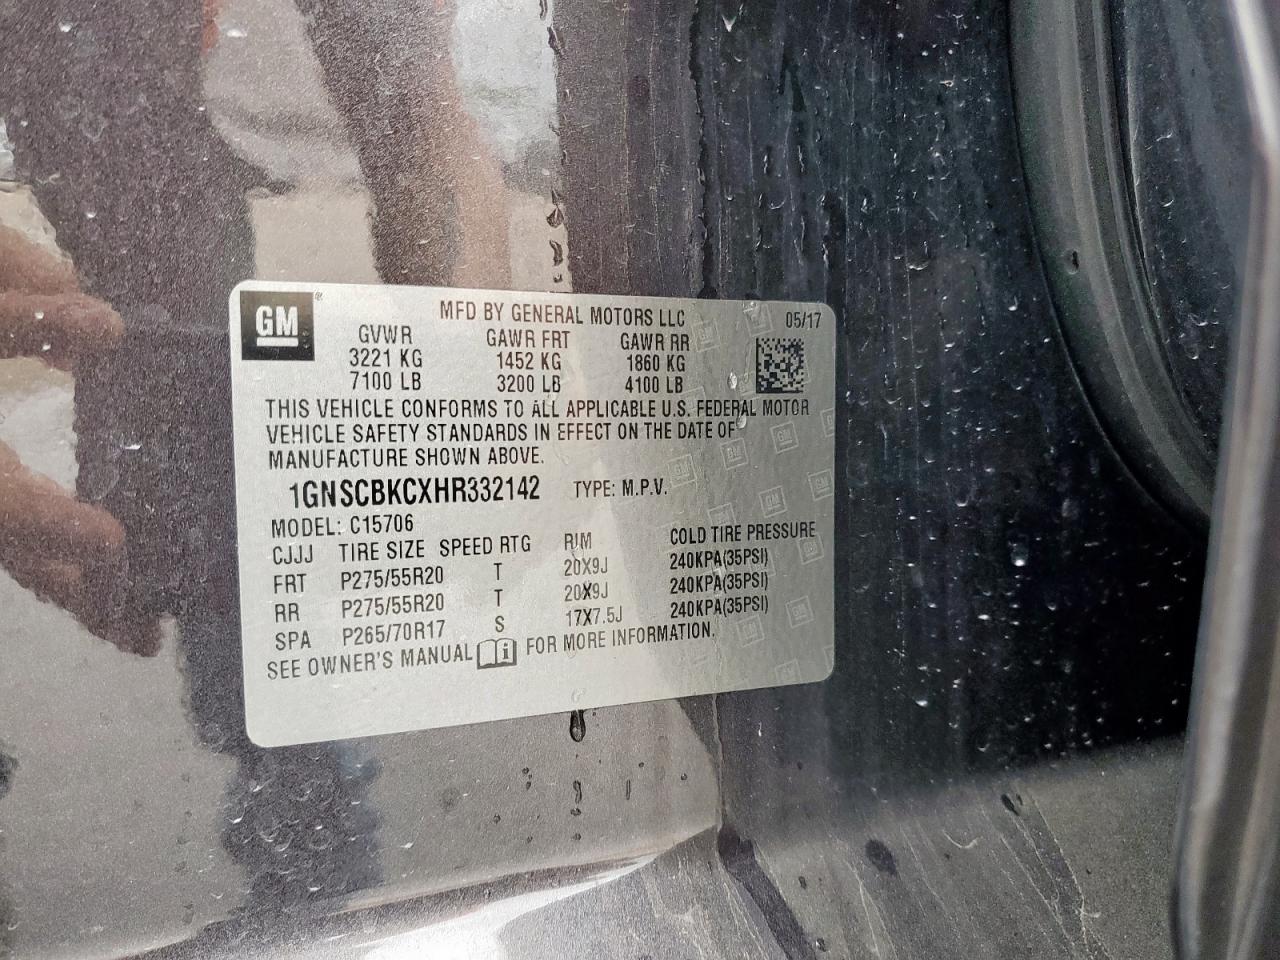 GM
MFD BY GENERAL MOTORS LLC 05/17
GVWR GAWR FRT GAWR RR
3221 KG 1452 KG 1860 KG
7100 LB 3200 LB 4100 LB
THIS VEHICLE CONFORMS TO ALL APPLICABLE U.S. FEDERAL MOTOR
VEHICLE SAFETY STANDARDS IN EFFECT ON THE DATE OF
MANUFACTURE SHOWN ABOVE.
1GNSCBKCXHR332142 TYPE: M.P.V.
MODEL: C15706
CJJJ TIRE SIZE SPEED RTG RIM COLD TIRE PRESSURE
FRT P275/55R20 T 20X9J 240KPA(35PSI)
RR P275/55R20 T 20X9J 240KPA(35PSI)
SPA P265/70R17 S 17X7.5J 240KPA(35PSI)
SEE OWNER'S MANUAL FOR MORE INFORMATION.